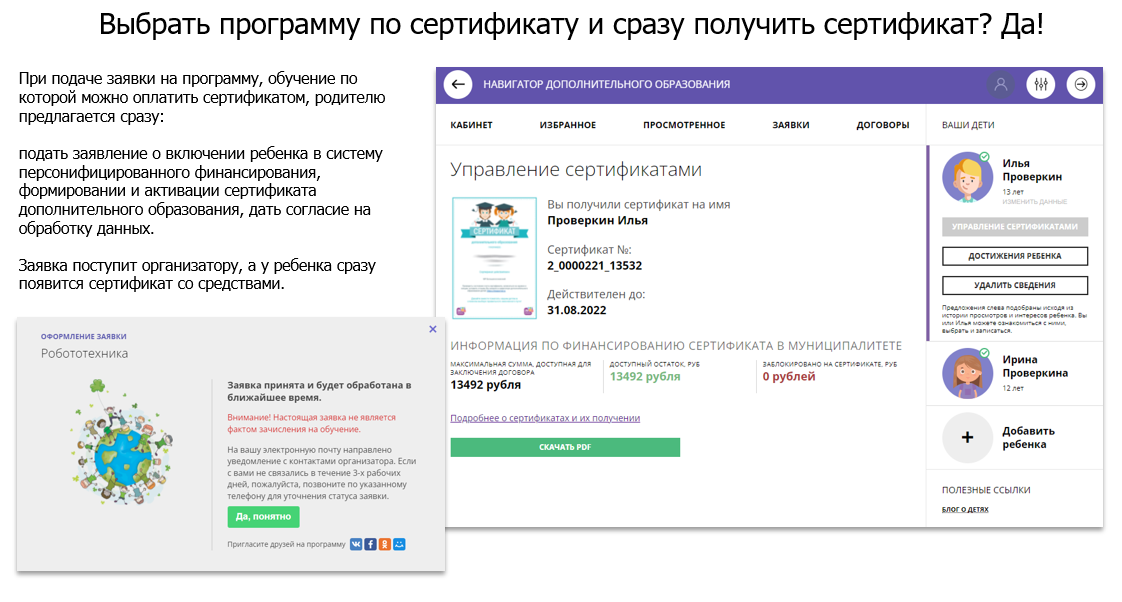 Выбрать программу по сертификату и сразу получить сертификат? Да!
При подаче заявки на программу, обучение по
которой можно оплатить сертификатом, родителю
предлагается сразу:
подать заявление о включении ребенка в систему
персонифицированного финансирования,
формировании и активации сертификата
дополнительного образования, дать согласие на
обработку данных.
Заявка поступит организатору, а у ребенка сразу
появится сертификат со средствами.
ОФОРМЛЕНИЕ ЗАЯВКИ
Робототехника
Заявка принята и будет обработана в
ближайшее время.
Внимание! Настоящая заявка не является
фактом зачисления на обучение.
На вашу электронную почту направлено
уведомление с контактами организатора. Если
с вами не связались в течение 3-х рабочих
дней, пожалуйста, позвоните по указанному
телефону для уточнения статуса заявки.
Да, понятно
Пригласите друзей на программу
НАВИГАТОР ДОПОЛНИТЕЛЬНОГО ОБРАЗОВАНИЯ
КАБИНЕТ ИЗБРАННОЕ ПРОСМОТРЕННОЕ ЗАЯВКИ ДОГОВОРЫ
Управление сертификатами
СЕРТИФИКАТ
Вы получили сертификат на имя
Проверкин Илья
Сертификат №:
2_0000221_13532
Действителен до:
31.08.2022
ИНФОРМАЦИЯ ПО ФИНАНСИРОВАНИЮ СЕРТИФИКАТА В МУНИЦИПАЛИТЕТЕ
МАКСИМАЛЬНАЯ СУММА, ДОСТУПНАЯ ДЛЯ
ЗАКЛЮЧЕНИЯ ДОГОВОРА
13492 рубля
ДОСТУПНЫЙ ОСТАТОК, РУБ
13492 рубля
ЗАБЛОКИРОВАНО НА СЕРТИФИКАТЕ, РУБ
0 рублей
Подробнее о сертификатах и их получении
СКАЧАТЬ PDF
ВАШИ ДЕТИ
Илья
Проверкин
13 лет
ИЗМЕНИТЬ ДАННЫЕ
УПРАВЛЕНИЕ СЕРТИФИКАТАМИ
ДОСТИЖЕНИЯ РЕБЕНКА
УДАЛИТЬ СВЕДЕНИЯ
Предложения слева подобраны исходя из
истории просмотров и интересов ребенка. Вы
или Илья можете ознакомиться с ними,
выбрать и записаться.
Ирина
Проверкина
12 лет
Добавить
ребенка
ПОЛЕЗНЫЕ ССЫЛКИ
БЛОГ О ДЕТЯХ